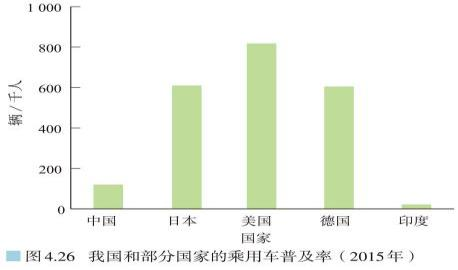 辆/千人
1 000
800
600
400
200
0
中国 日本 美国 德国 印度
国家
图4.26 我国和部分国家的乘用车普及率（2015年）